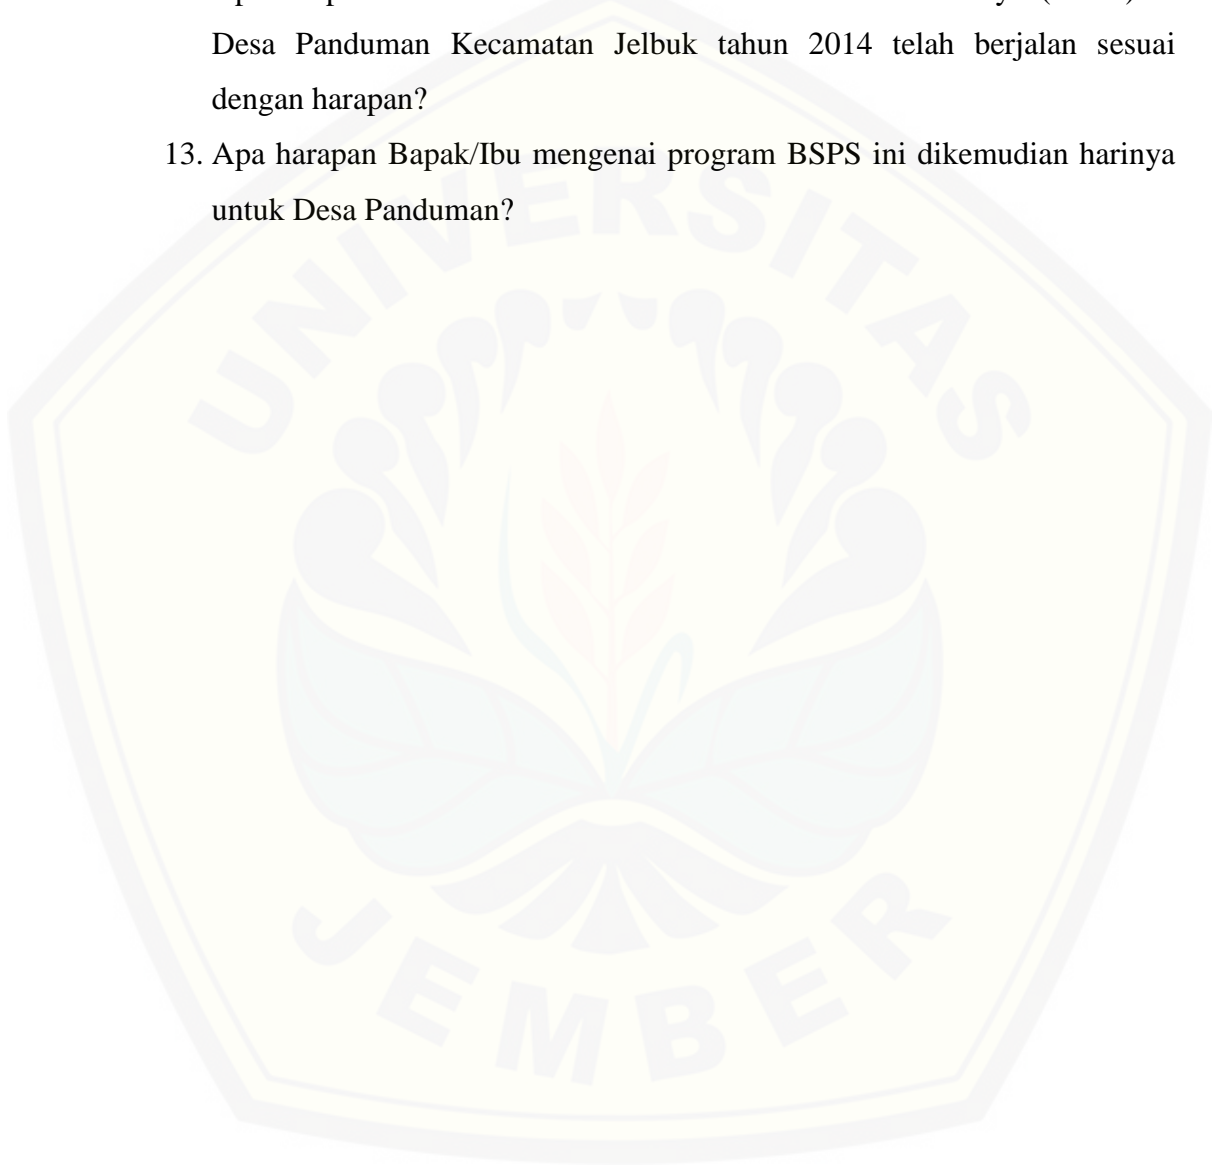 Desa Panduman Kecamatan Jelbuk tahun 2014 telah berjalan sesuai
dengan harapan?
13. Apa harapan Bapak/Ibu mengenai program BSPS ini dikemudian harinya
untuk Desa Panduman?
UNIVERSITAS
JEMBER